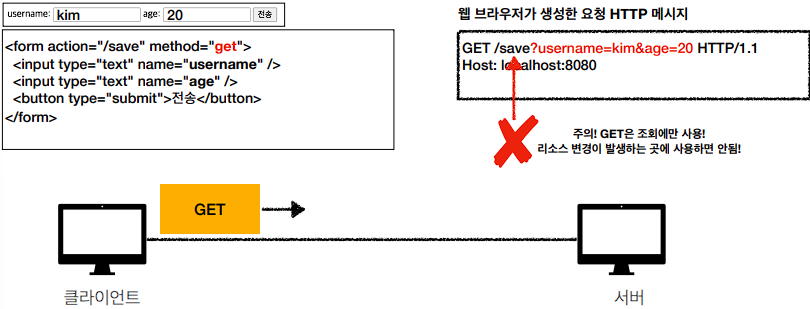 username: kim age: 20 전송
<form action="/save" method="get">
<input type="text" name="username" />
<input type="text" name="age" />
<button type="submit">전송</button>
</form>
웹 브라우저가 생성한 요청 HTTP 메시지
GET /save?username=kim&age=20 HTTP/1.1
Host: localhost:8080
주의! GET은 조회에만 사용!
리소스 변경이 발생하는 곳에 사용하면 안됨!
GET
클라이언트
서버